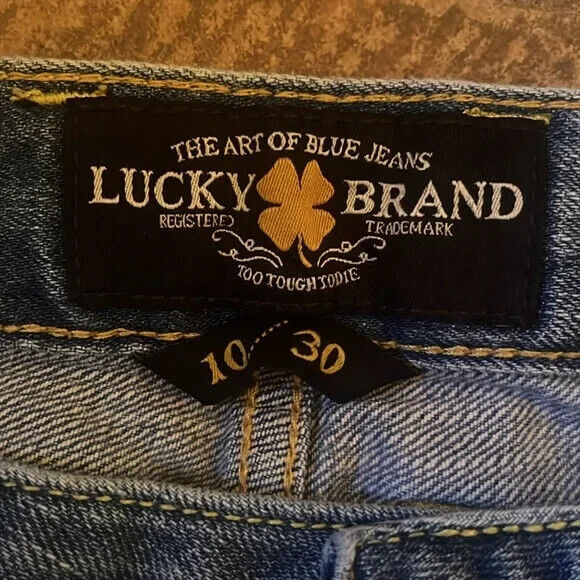 THE ART OF BLUE JEANS
LUCKY BRAND
REGISTERED TRADEMARK
TOO TOUGH TO DIE
10 30